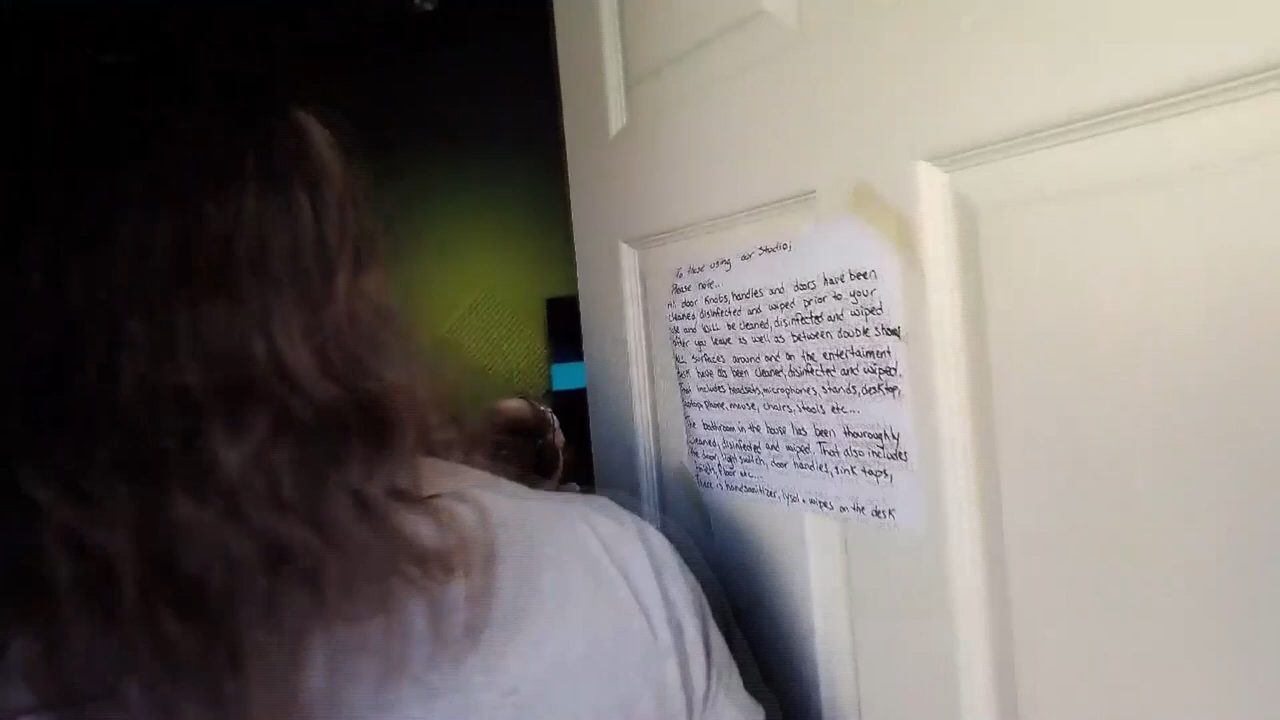 To those using our Studio;
Please note...
All door knobs, handles and doors have been
cleaned, disinfected and wiped prior to your
use and WILL be cleaned, disinfected and wiped
after you leave as well as between double shows
ALL surfaces around and on the entertaiment
desk have also been cleaned, disinfected and wiped.
That includes headsets, microphones, stands, desktop,
laptop, phone, mouse, chairs, stools etc...
The bathroom in the house has been thouroughly
cleaned, disinfected and wiped. That also includes
the door, light switch, door handles, sink taps,
toilet, floor etc...
There is handsanitizer, lysol + wipes on the desk